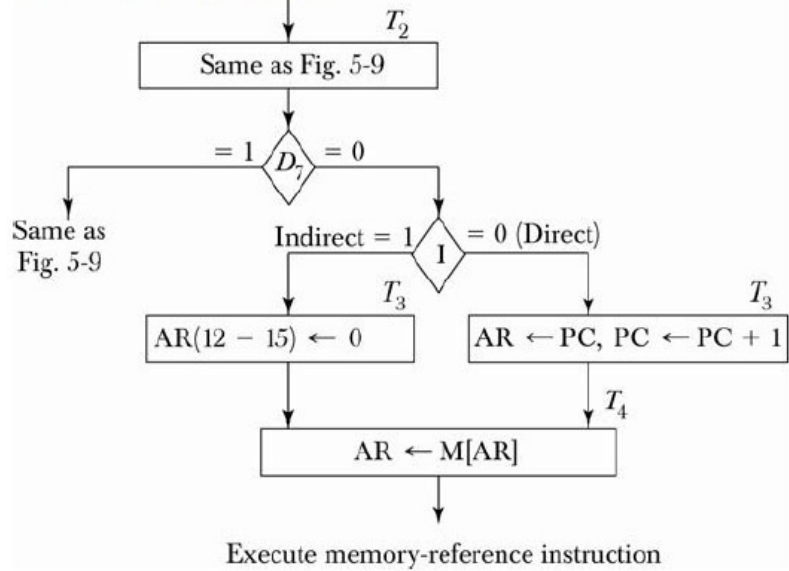 T₂
Same as Fig. 5-9
= 1
D₇
= 0
Same as
Fig. 5-9
Indirect = 1
I
= 0 (Direct)
T₃
AR(12 − 15) ← 0
T₃
AR ← PC, PC ← PC + 1
T₄
AR ← M[AR]
Execute memory-reference instruction